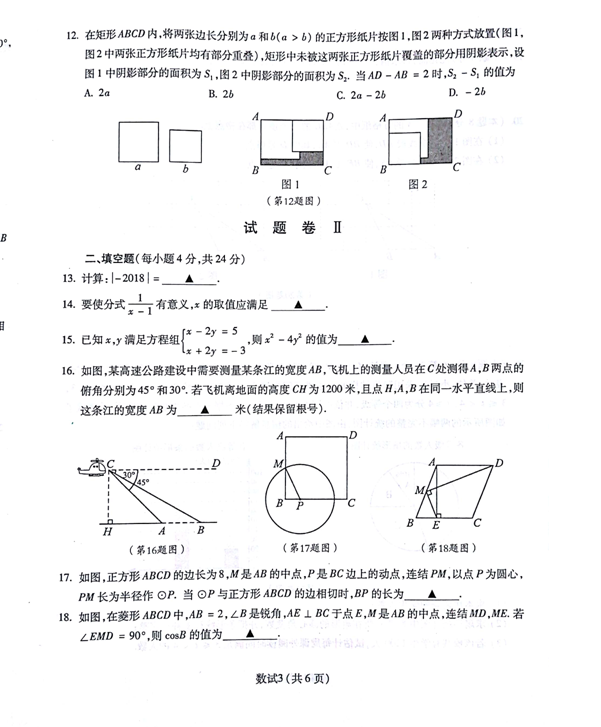 12. 在矩形ABCD内,将两张边长分别为a和b(a > b)的正方形纸片按图1,图2两种方式放置(图1,
图2中两张正方形纸片均有部分重叠),矩形中未被这两张正方形纸片覆盖的部分用阴影表示,设
图1中阴影部分的面积为S₁,图2中阴影部分的面积为S₂. 当AD - AB = 2时,S₂ - S₁的值为
A. 2a B. 2b C. 2a - 2b D. - 2b
a b
A D B C
图1
A D B C
图2
(第12题图)
试 题 卷 Ⅱ
二、填空题(每小题4分,共24分)
13. 计算:|-2018| = ▲ .
14. 要使分式 1/(x - 1) 有意义,x的取值应满足 ▲ .
15. 已知x,y满足方程组{x - 2y = 5, x + 2y = - 3 ,则x² - 4y²的值为 ▲ .
16. 如图,某高速公路建设中需要测量某条江的宽度AB,飞机上的测量人员在C处测得A,B两点的
俯角分别为45°和30°. 若飞机离地面的高度CH为1200米,且点H,A,B在同一水平直线上,则
这条江的宽度AB为 ▲ 米(结果保留根号).
C D 30° 45° H A B
(第16题图)
A D M B P C
(第17题图)
A D M B E C
(第18题图)
17. 如图,正方形ABCD的边长为8,M是AB的中点,P是BC边上的动点,连结PM,以点P为圆心,
PM长为半径作⊙P. 当⊙P与正方形ABCD的边相切时,BP的长为 ▲ .
18. 如图,在菱形ABCD中,AB = 2,∠B是锐角,AE ⊥ BC于点E,M是AB的中点,连结MD,ME. 若
∠EMD = 90°,则cosB的值为 ▲ .
数试3(共6页)